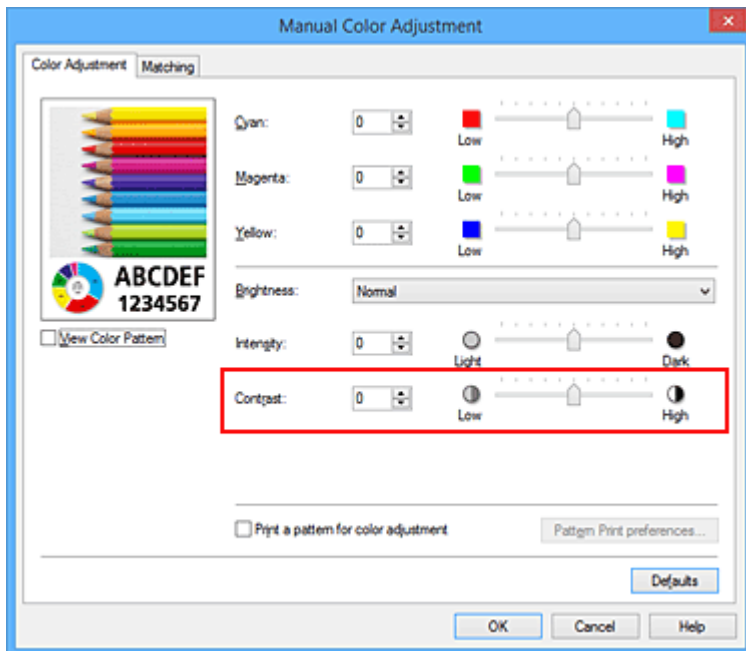 Manual Color Adjustment
Color Adjustment Matching
ABCDEF
1234567
View Color Pattern
Cyan: 0 Low High
Magenta: 0 Low High
Yellow: 0 Low High
Brightness: Normal
Intensity: 0 Light Dark
Contrast: 0 Low High
Print a pattern for color adjustment Pattern Print preferences...
Defaults
OK Cancel Help